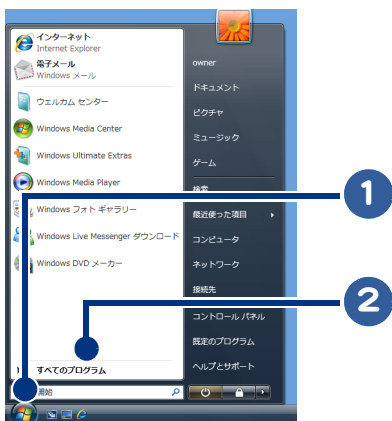 インターネット
Internet Explorer
電子メール
Windows メール
ウェルカム センター
Windows Media Center
Windows Ultimate Extras
Windows Media Player
Windows フォト ギャラリー
Windows Live Messenger ダウンロード
Windows DVD メーカー
すべてのプログラム
開始
owner
ドキュメント
ピクチャ
ミュージック
ゲーム
検索
最近使った項目
コンピュータ
ネットワーク
接続先
コントロール パネル
既定のプログラム
ヘルプとサポート
1
2